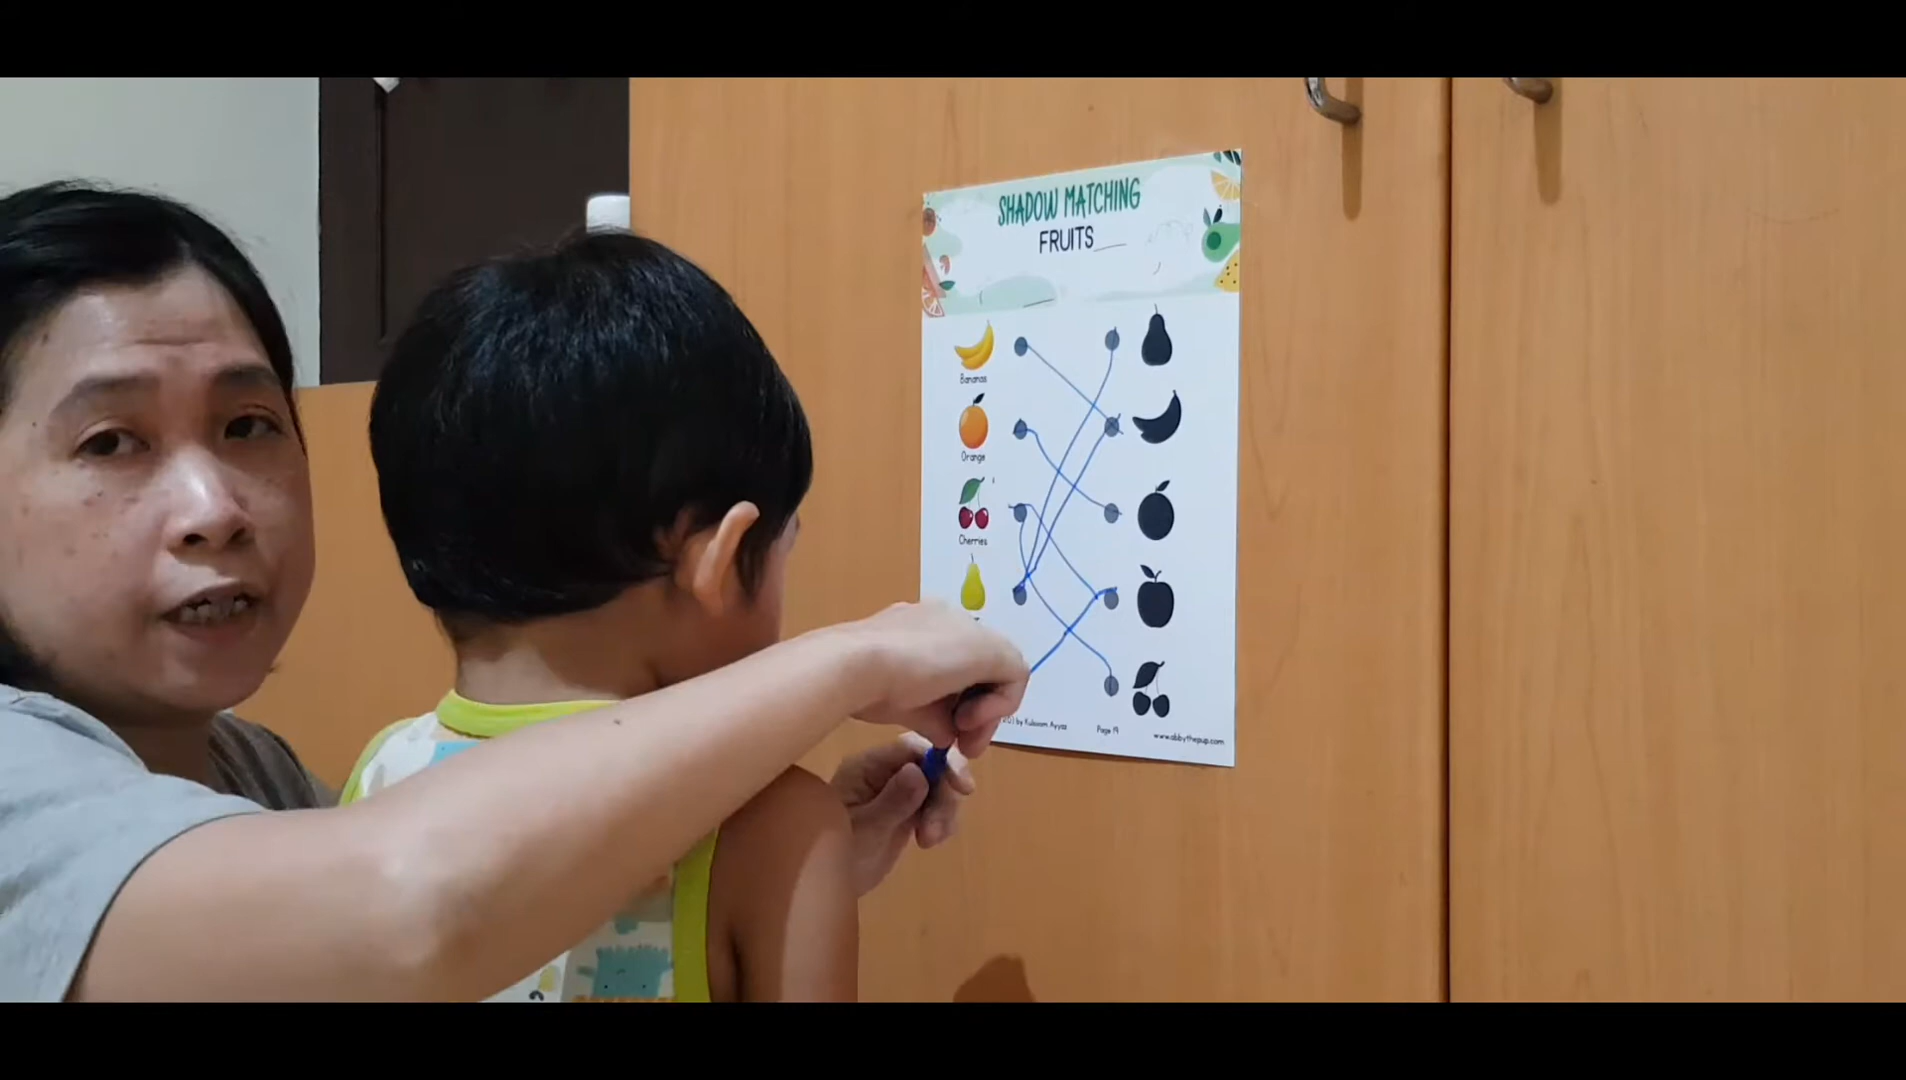 SHADOW MATCHING
FRUITS
Bananas
Orange
Cherries
by Kulsoom Ayyaz Page 19 www.abbythepup.com